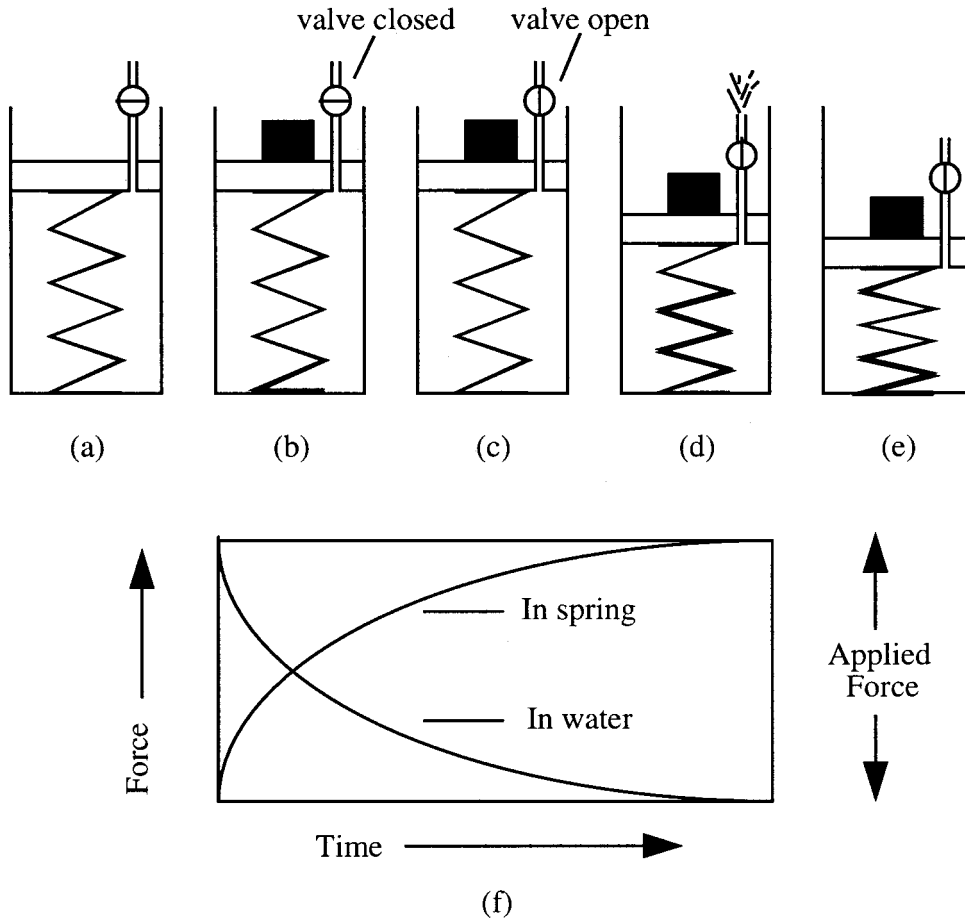 valve closed
valve open
(a)
(b)
(c)
(d)
(e)
Force
In spring
In water
Applied
Force
Time
(f)